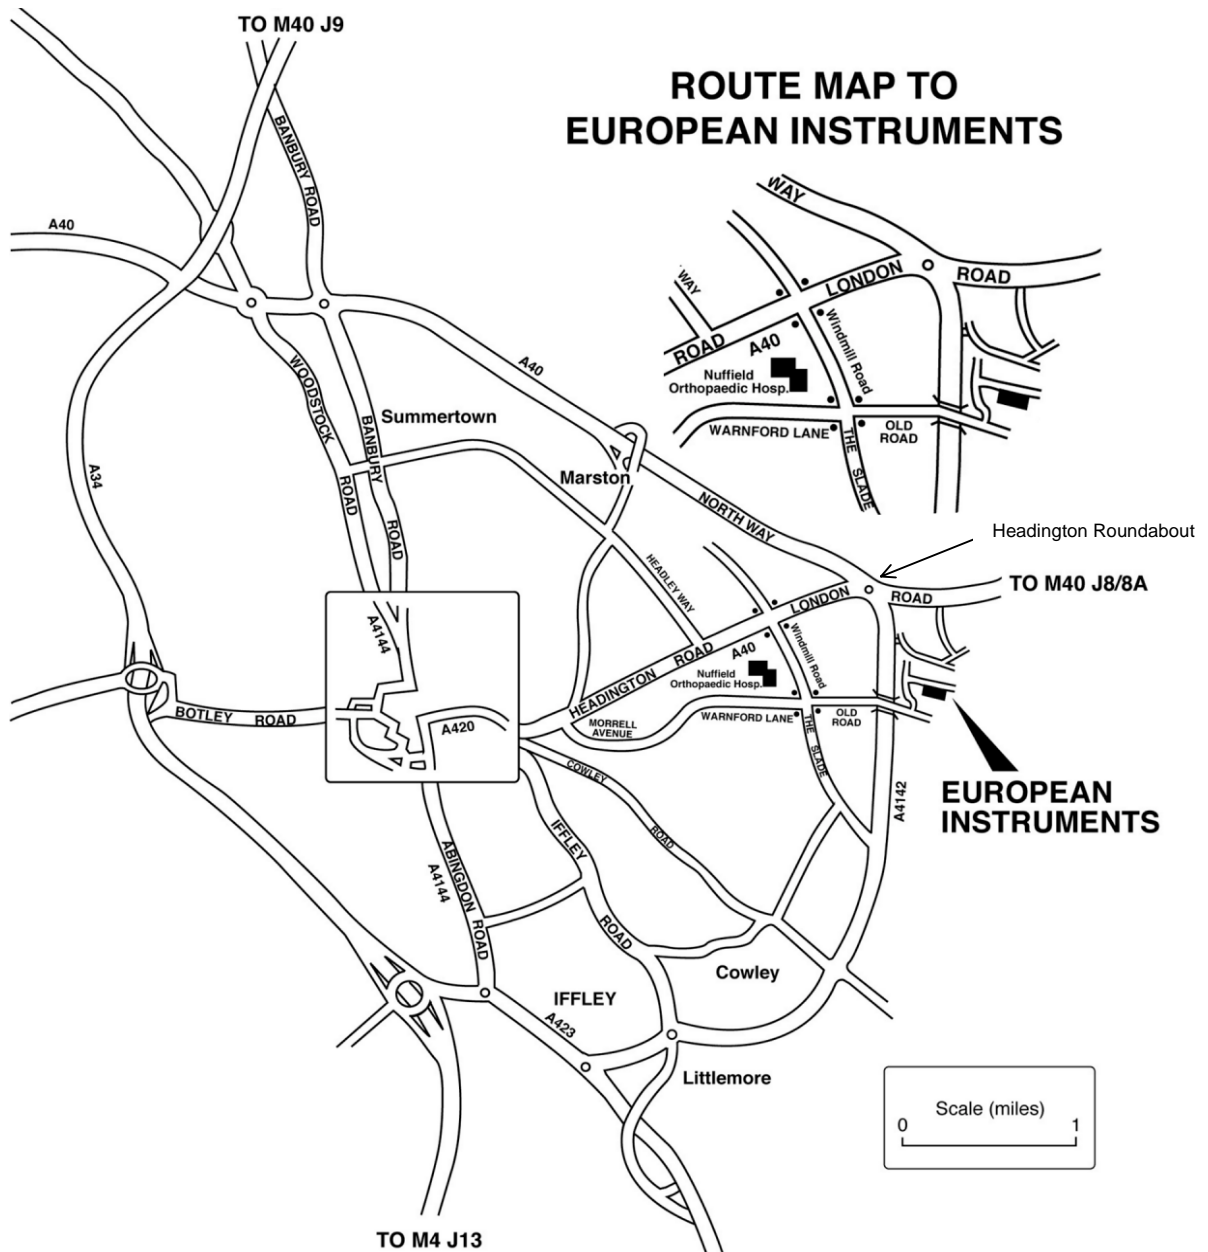 TO M40 J9
ROUTE MAP TO
EUROPEAN INSTRUMENTS
BANBURY ROAD
A40
WAY
LONDON
ROAD
WAY
ROAD
A40
Windmill Road
Nuffield
Orthopaedic Hosp.
WARNFORD LANE
OLD
ROAD
THE SLADE
A40
WOODSTOCK
ROAD
Summertown
BANBURY
ROAD
A34
Marston
NORTH WAY
Headington Roundabout
HEADLEY WAY
LONDON
ROAD
TO M40 J8/8A
A4144
HEADINGTON ROAD
A40
Windmill Road
Nuffield
Orthopaedic Hosp.
BOTLEY ROAD
A420
MORRELL
AVENUE
WARNFORD LANE
OLD
ROAD
THE SLADE
COWLEY
ROAD
A4142
EUROPEAN
INSTRUMENTS
IFFLEY
ROAD
ABINGDON ROAD
A4144
Cowley
IFFLEY
A423
Littlemore
Scale (miles)
0 1
TO M4 J13